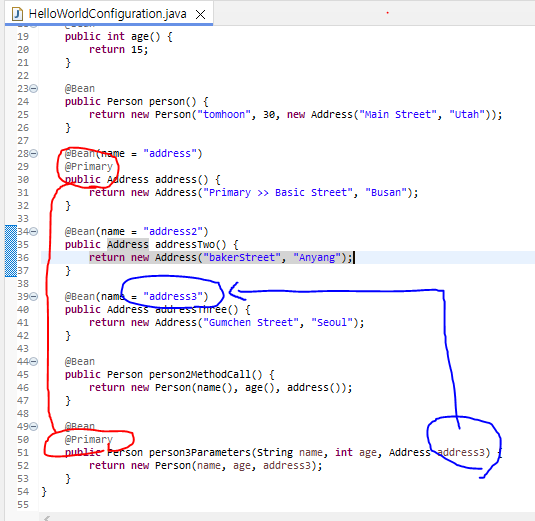 HelloWorldConfiguration.java
19 public int age() {
20 return 15;
21 }
22
23 @Bean
24 public Person person() {
25 return new Person("tomhoon", 30, new Address("Main Street", "Utah"));
26 }
27
28 @Bean(name = "address")
29 @Primary
30 public Address address() {
31 return new Address("Primary >> Basic Street", "Busan");
32 }
33
34 @Bean(name = "address2")
35 public Address addressTwo() {
36 return new Address("bakerStreet", "Anyang");
37 }
38
39 @Bean(name = "address3")
40 public Address addressThree() {
41 return new Address("Gumchen Street", "Seoul");
42 }
43
44 @Bean
45 public Person person2MethodCall() {
46 return new Person(name(), age(), address());
47 }
48
49 @Bean
50 @Primary
51 public Person person3Parameters(String name, int age, Address address3) {
52 return new Person(name, age, address3);
53 }
54 }
55